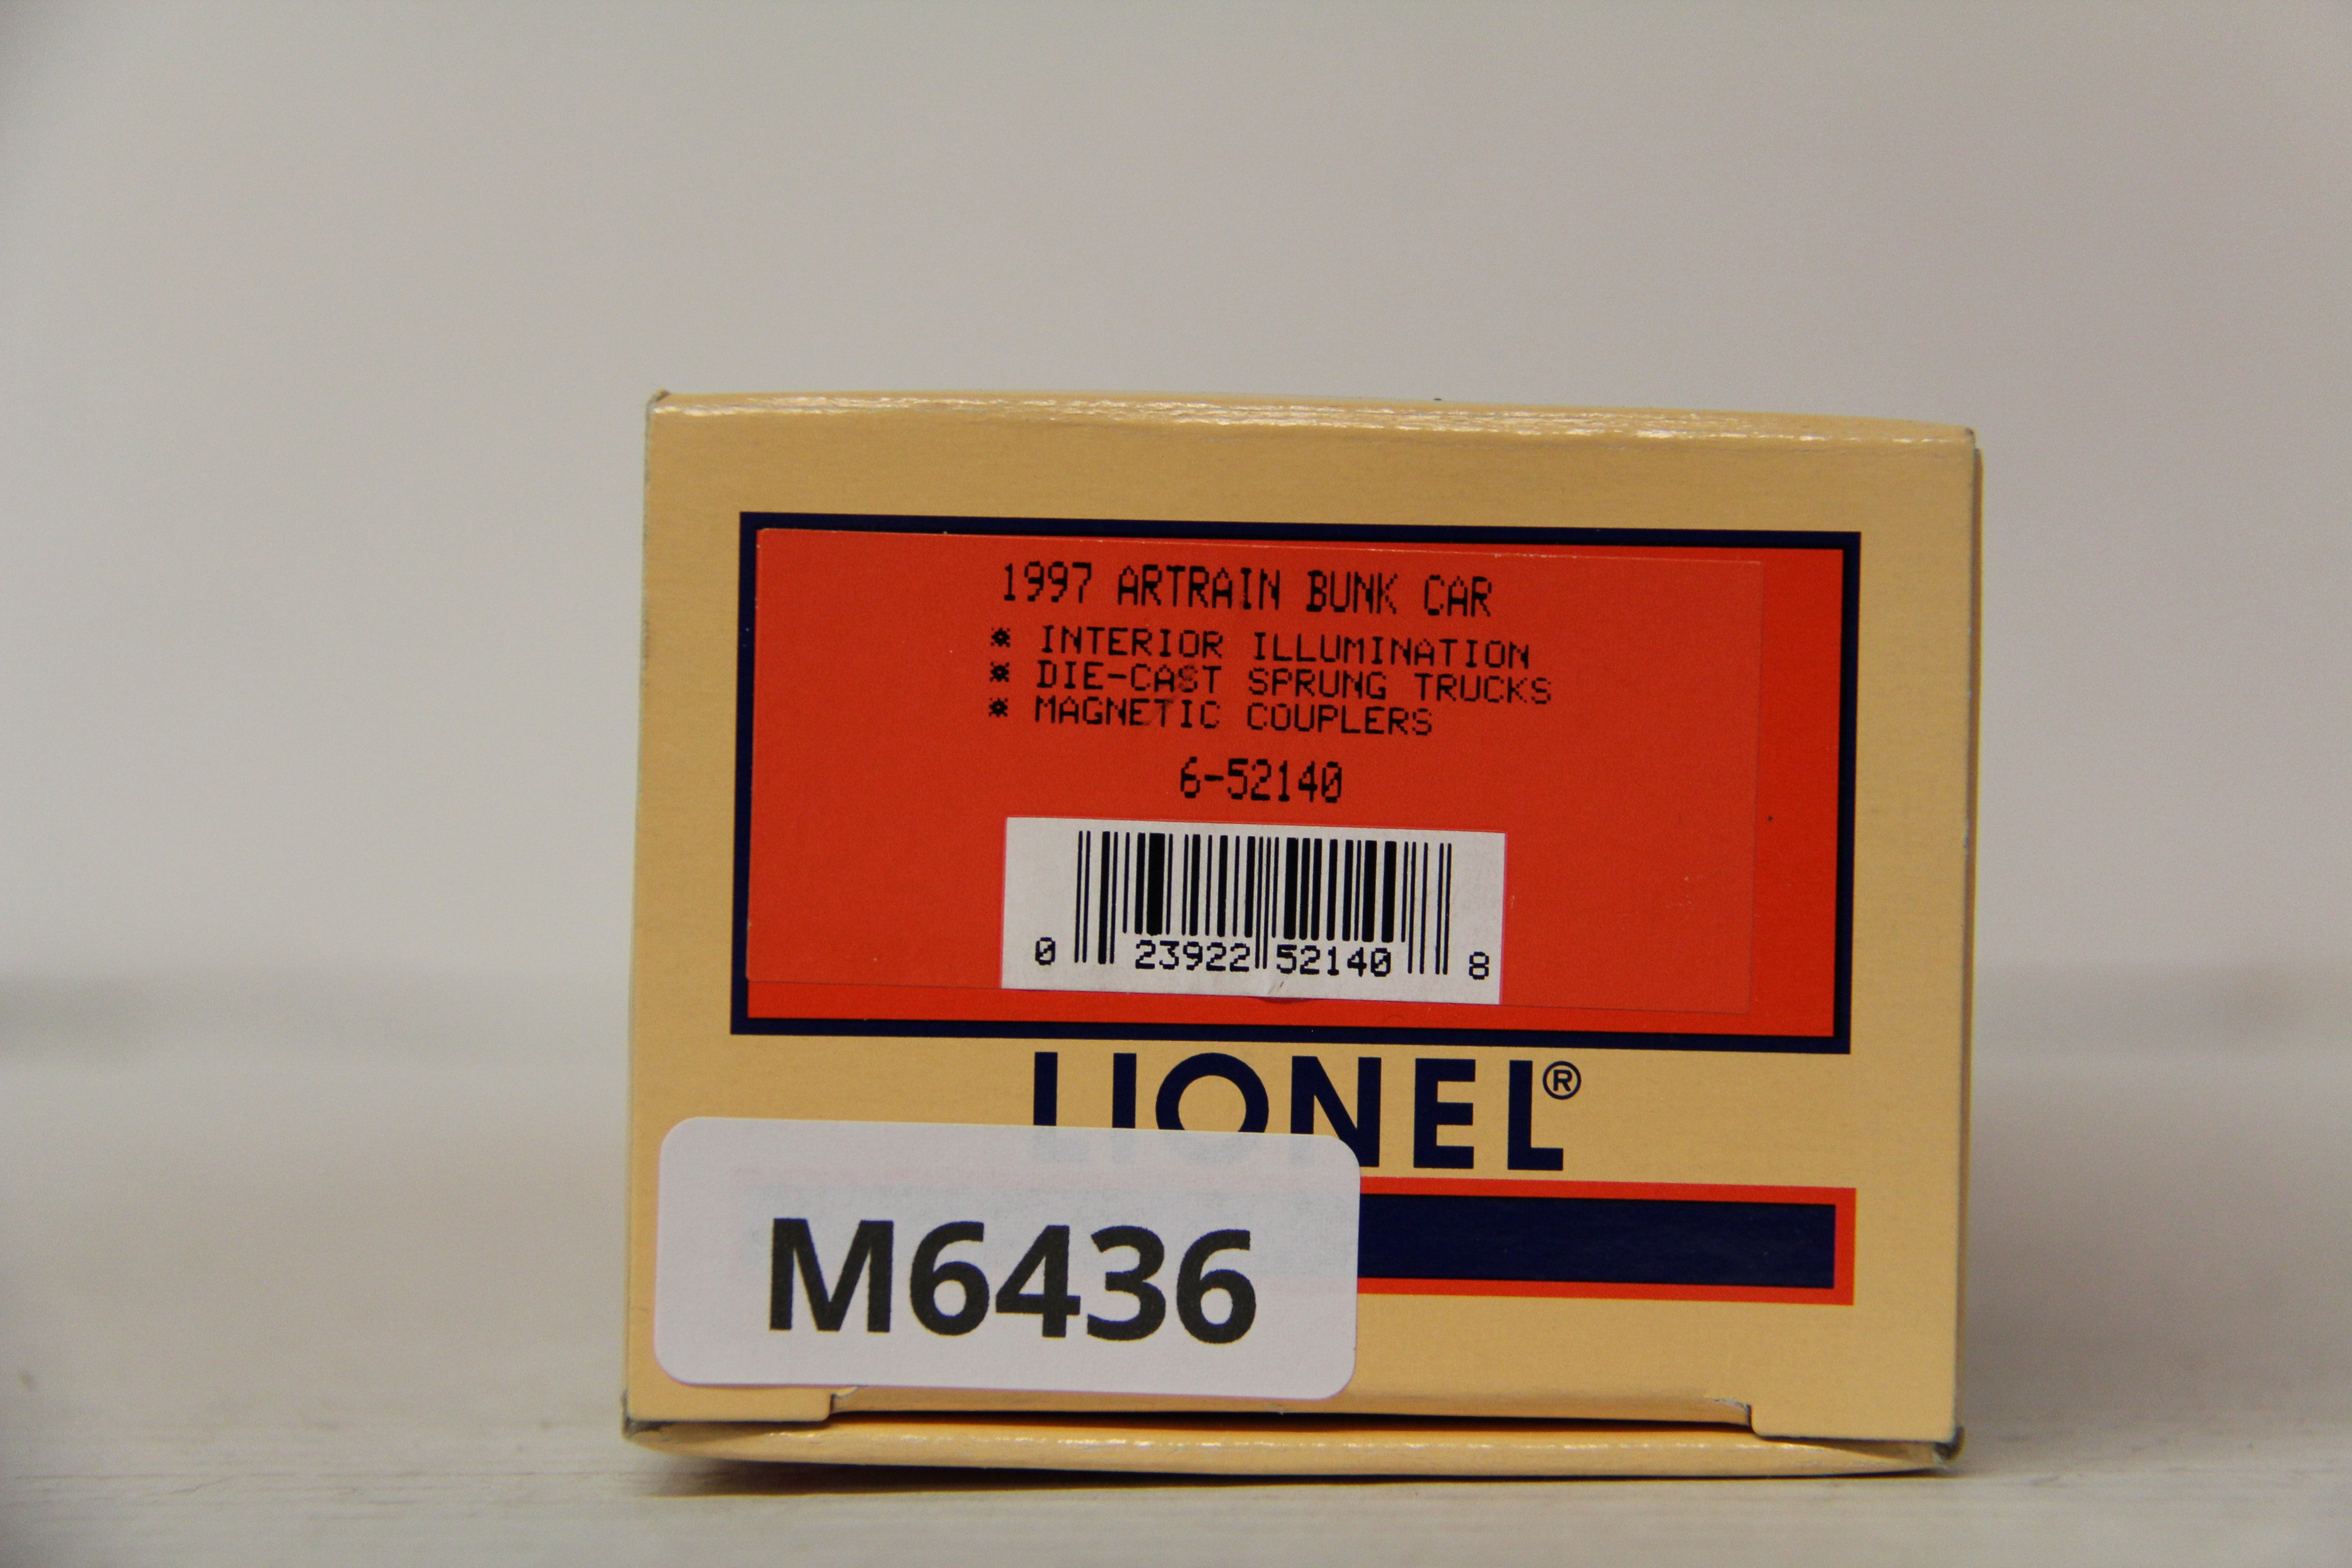 1997 ARTRAIN BUNK CAR
* INTERIOR ILLUMINATION
* DIE-CAST SPRUNG TRUCKS
* MAGNETIC COUPLERS
6-52140
0 23922 52140 8
LIONEL®
M6436